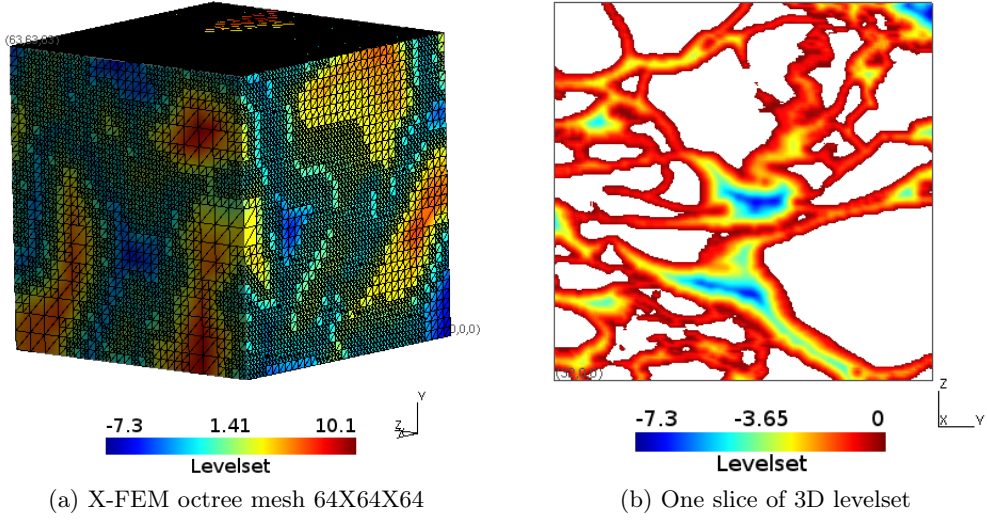 (63,63,63)
0,0,0)
Y
Z
-7.3 1.41 10.1
Levelset
(a) X-FEM octree mesh 64X64X64
Z
X Y
-7.3 -3.65 0
Levelset
(b) One slice of 3D levelset